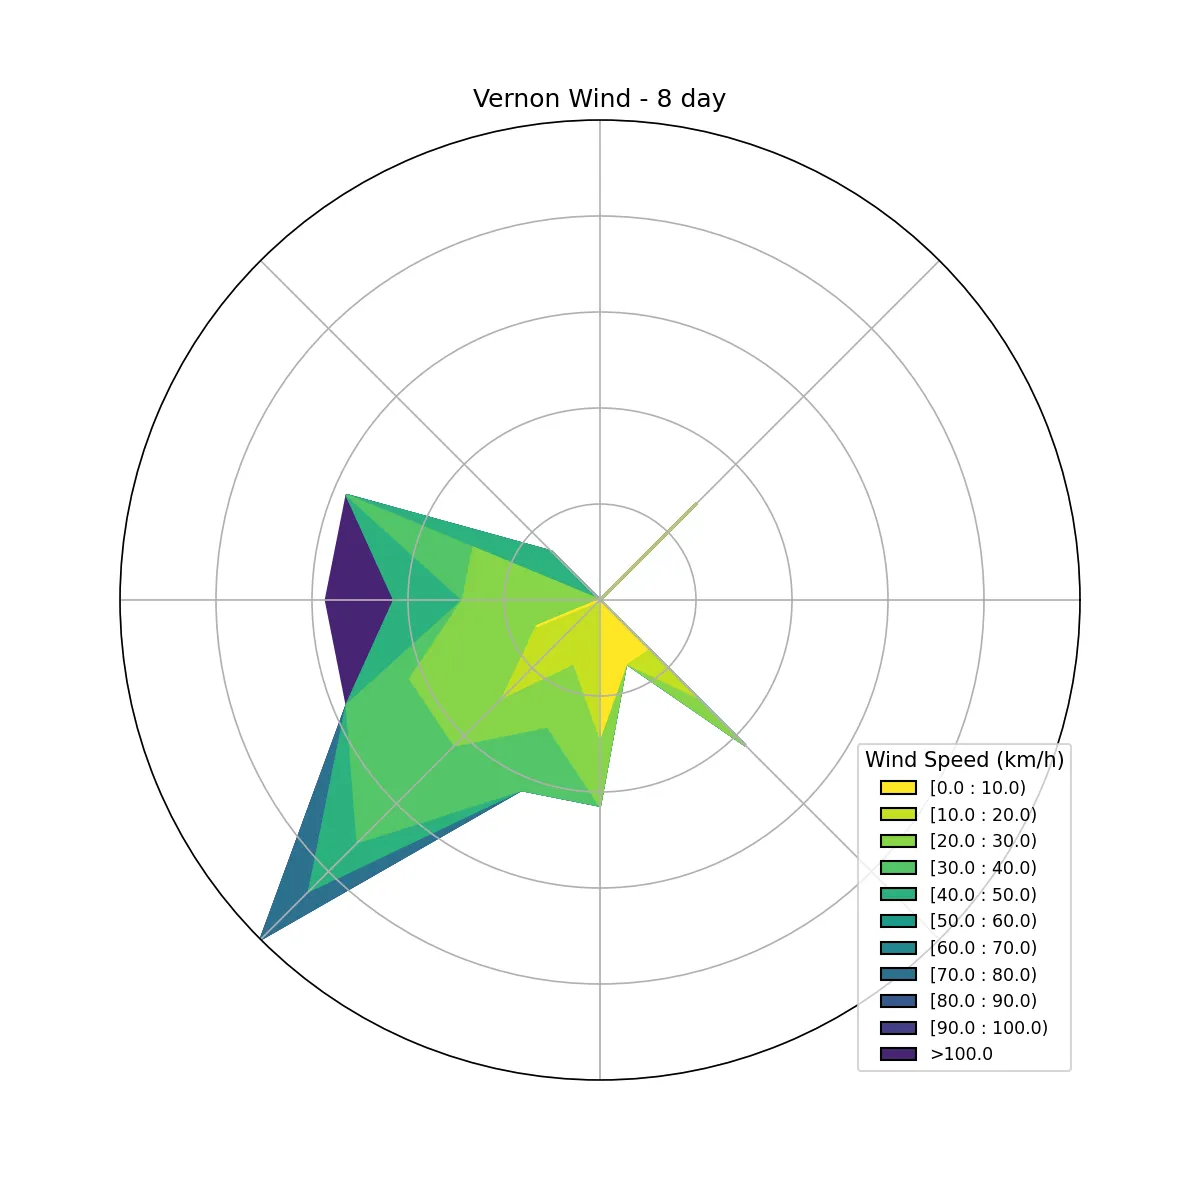 Vernon Wind - 8 day
Wind Speed (km/h)
[0.0 : 10.0)
[10.0 : 20.0)
[20.0 : 30.0)
[30.0 : 40.0)
[40.0 : 50.0)
[50.0 : 60.0)
[60.0 : 70.0)
[70.0 : 80.0)
[80.0 : 90.0)
[90.0 : 100.0)
>100.0